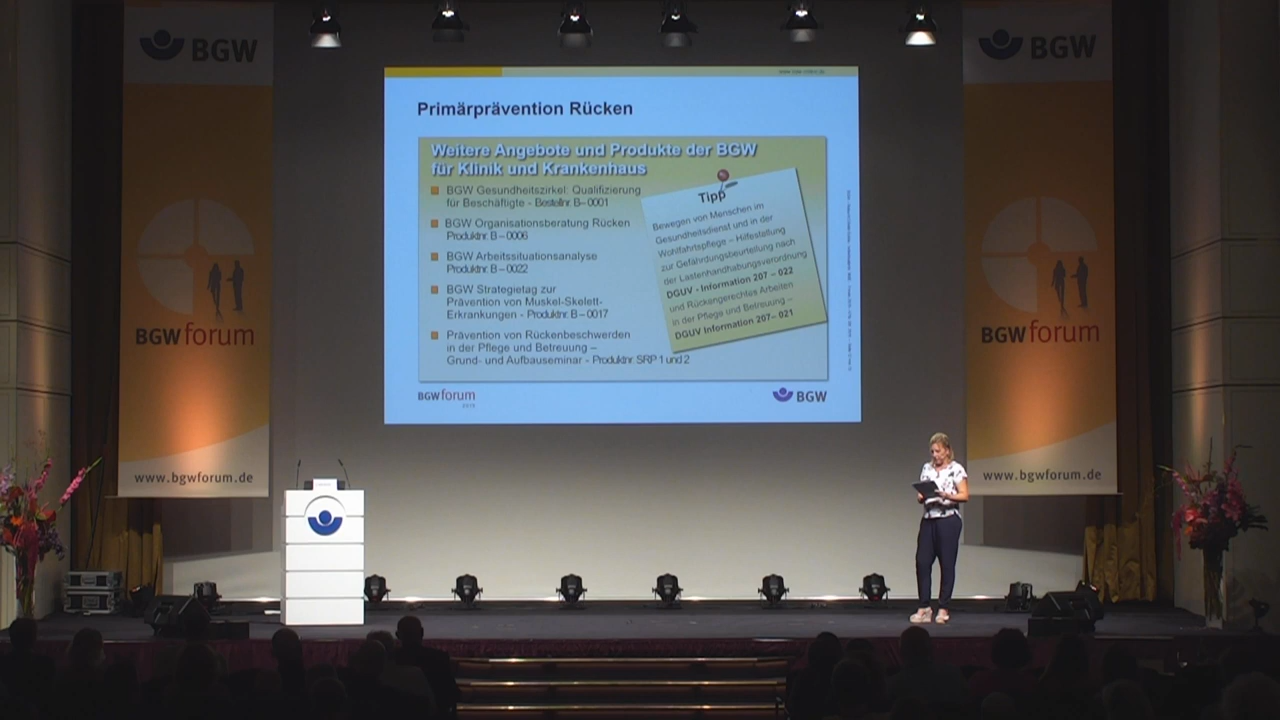 BGW
BGW forum
www.bgwforum.de
Primärprävention Rücken
Weitere Angebote und Produkte der BGW
für Klinik und Krankenhaus
BGW Gesundheitszirkel: Qualifizierung
für Beschäftigte - Bestellnr. B–0001
BGW Organisationsberatung Rücken
Produktnr. B – 0006
BGW Arbeitssituationsanalyse
Produktnr. B – 0022
BGW Strategietag zur
Prävention von Muskel-Skelett-
Erkrankungen - Produktnr. B – 0017
Prävention von Rückenbeschwerden
in der Pflege und Betreuung –
Grund- und Aufbauseminar - Produktnr SRP 1 und 2
Tipp
Bewegen von Menschen im
Gesundheitsdienst und in der
Wohlfahrtspflege – Hilfestellung
zur Gefährdungsbeurteilung nach
der Lastenhandhabungsverordnung
DGUV - Information 207 – 022
und Rückengerechtes Arbeiten
in der Pflege und Betreuung –
DGUV Information 207– 021
BGW forum
BGW
BGW
BGW forum
www.bgwforum.de